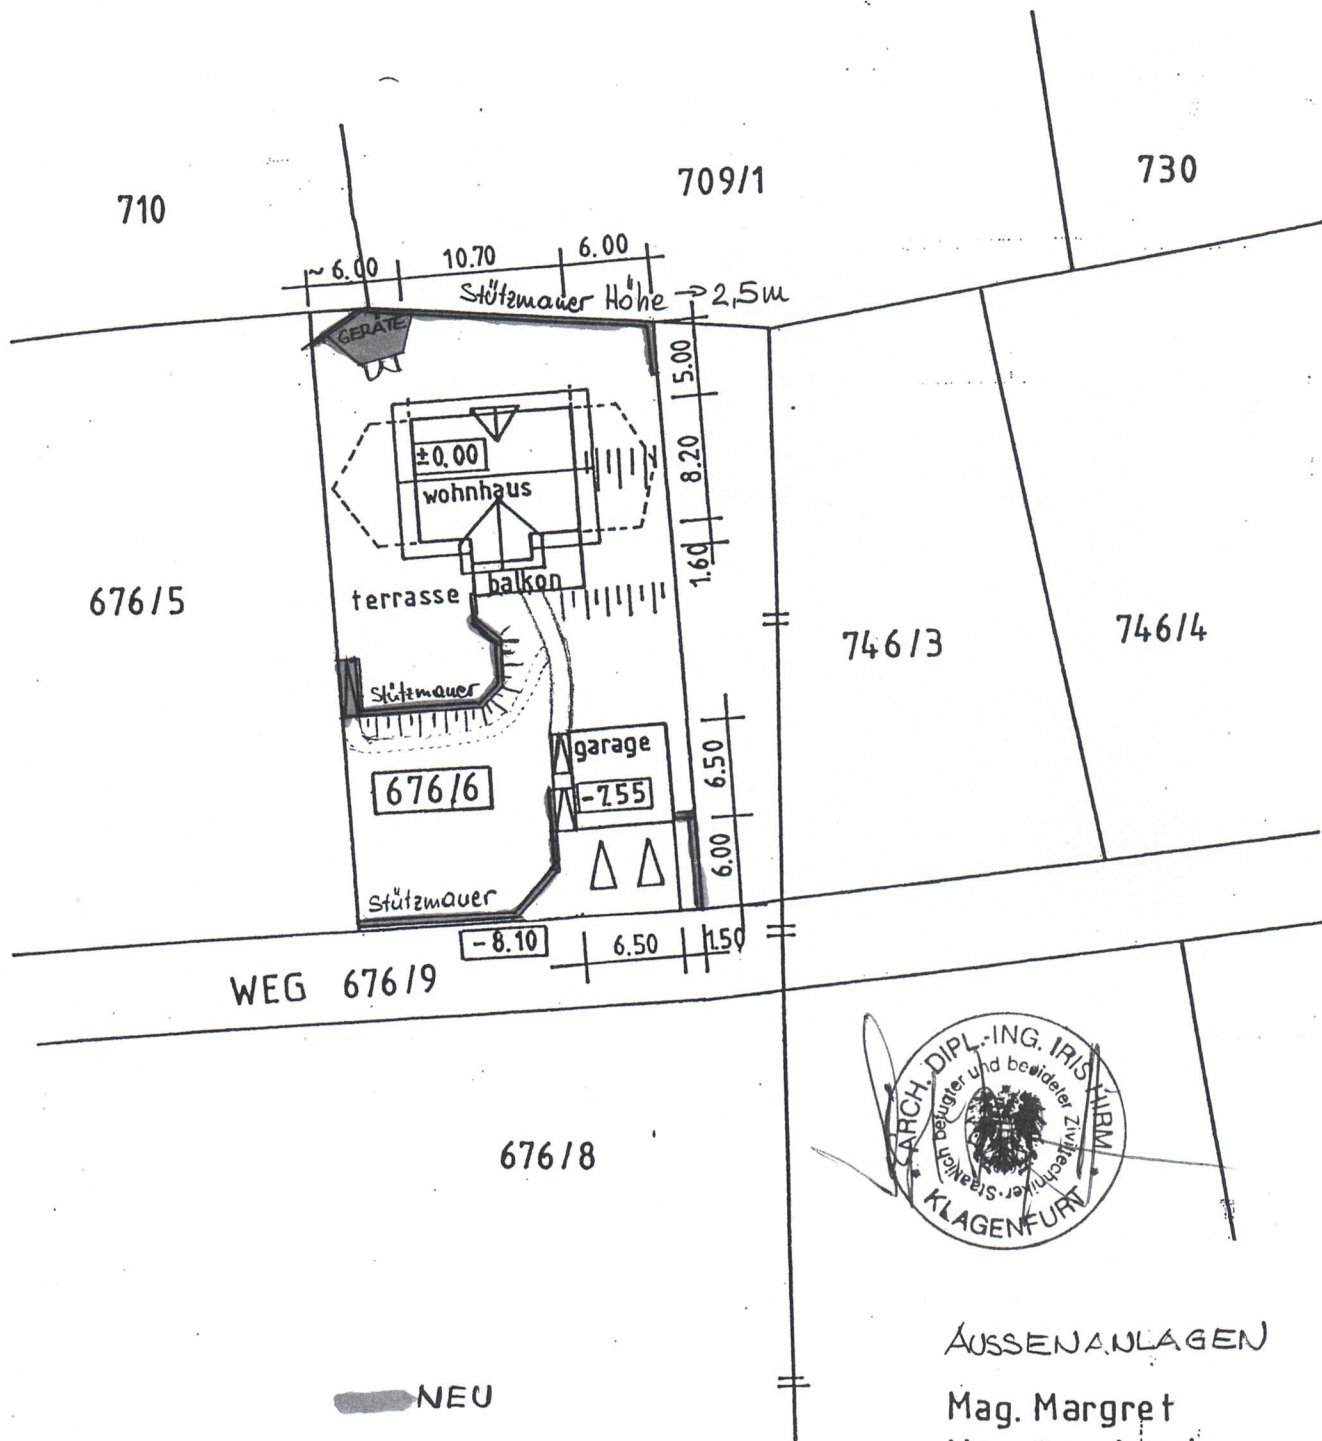 710
709/1
730
~6.00
10.70
6.00
Stützmauer Höhe → 2,5m
GERÄTE
5.00
±0.00
8.20
wohnhaus
1.60
balkon
terrasse
676/5
746/3
746/4
Stützmauer
garage
6.50
676/6
-7.55
6.00
Stützmauer
-8.10
6.50
1.50
WEG 676/9
ARCH. DIPL.-ING. IRIS HIRM
Staatlich befugter und beeideter Ziviltechniker
KLAGENFURT
676/8
AUSSENANLAGEN
NEU
Mag. Margret